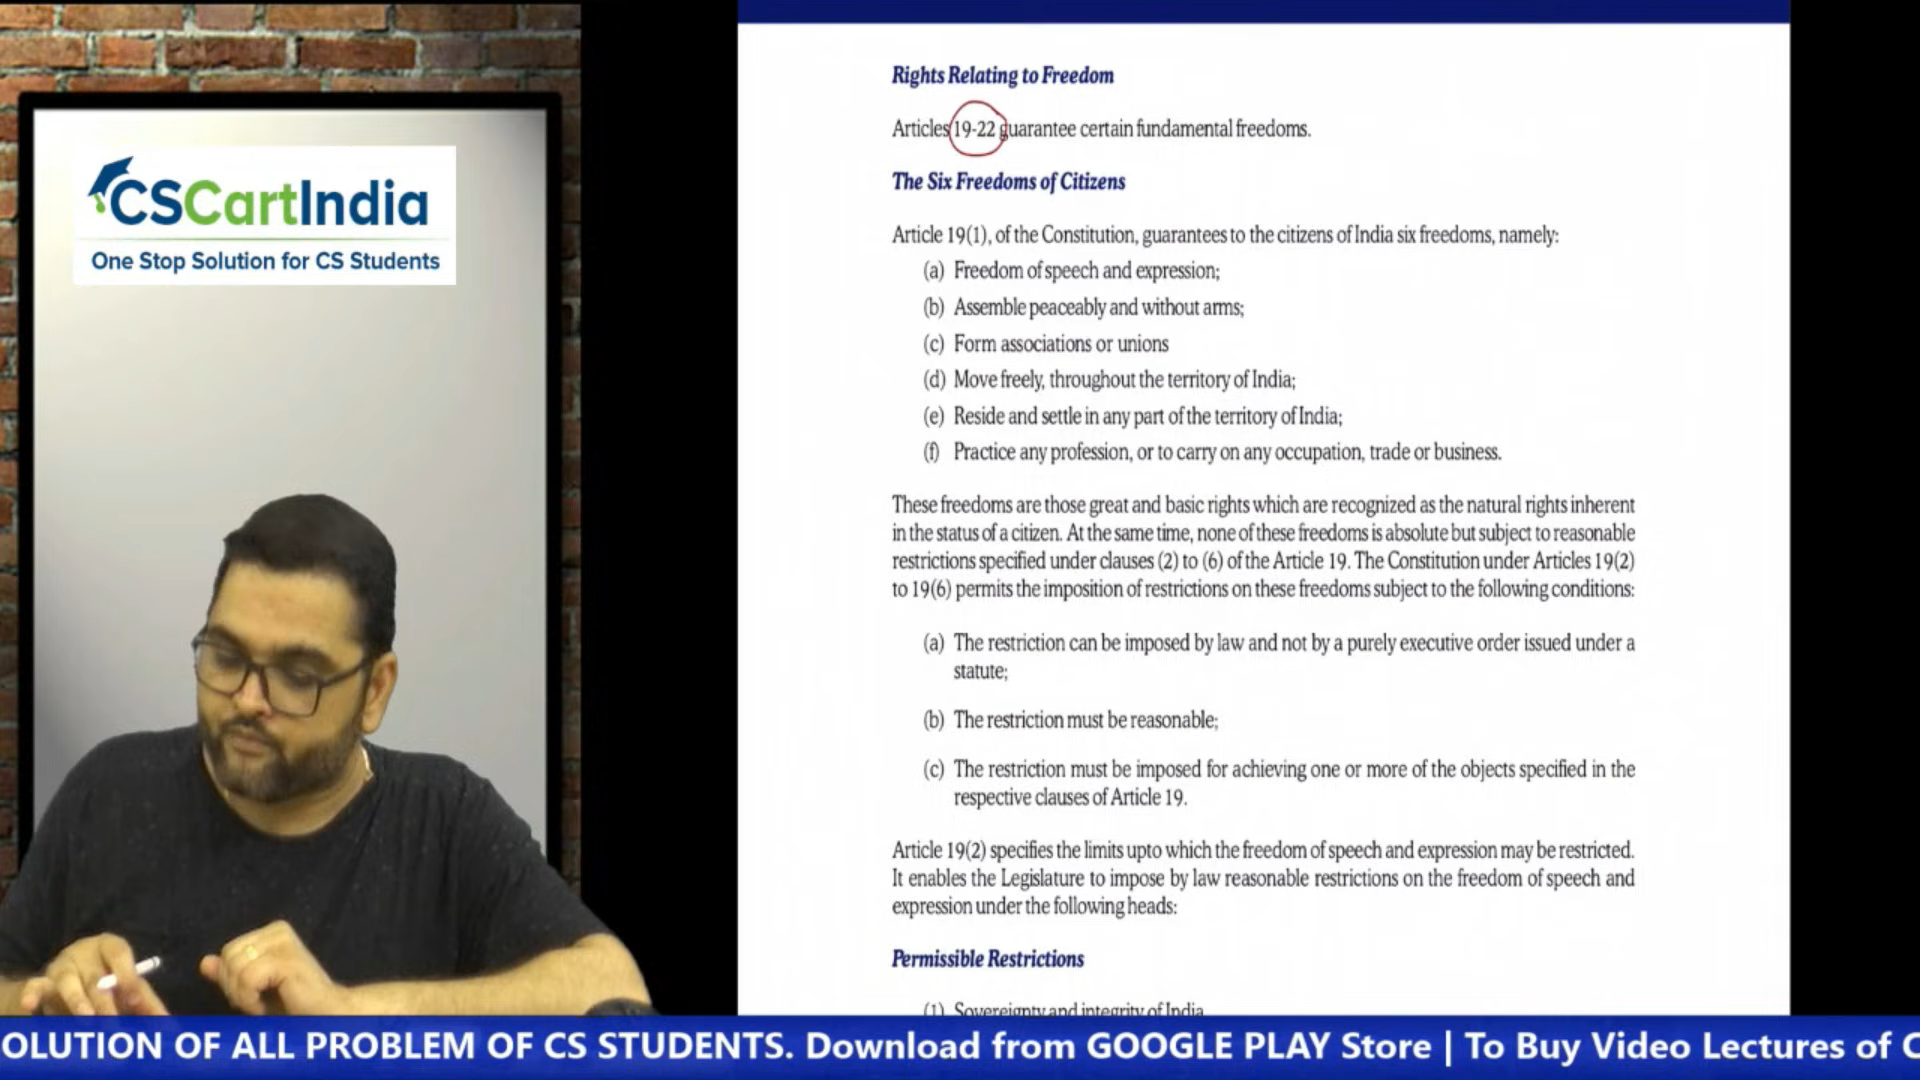 CSCartIndia
One Stop Solution for CS Students
Rights Relating to Freedom
Articles 19-22 guarantee certain fundamental freedoms.
The Six Freedoms of Citizens
Article 19(1), of the Constitution, guarantees to the citizens of India six freedoms, namely:
(a) Freedom of speech and expression;
(b) Assemble peaceably and without arms;
(c) Form associations or unions
(d) Move freely, throughout the territory of India;
(e) Reside and settle in any part of the territory of India;
(f) Practice any profession, or to carry on any occupation, trade or business.
These freedoms are those great and basic rights which are recognized as the natural rights inherent
in the status of a citizen. At the same time, none of these freedoms is absolute but subject to reasonable
restrictions specified under clauses (2) to (6) of the Article 19. The Constitution under Articles 19(2)
to 19(6) permits the imposition of restrictions on these freedoms subject to the following conditions:
(a) The restriction can be imposed by law and not by a purely executive order issued under a
statute;
(b) The restriction must be reasonable;
(c) The restriction must be imposed for achieving one or more of the objects specified in the
respective clauses of Article 19.
Article 19(2) specifies the limits upto which the freedom of speech and expression may be restricted.
It enables the Legislature to impose by law reasonable restrictions on the freedom of speech and
expression under the following heads:
Permissible Restrictions
(1) Sovereignty and integrity of India
OLUTION OF ALL PROBLEM OF CS STUDENTS. Download from GOOGLE PLAY Store | To Buy Video Lectures of C